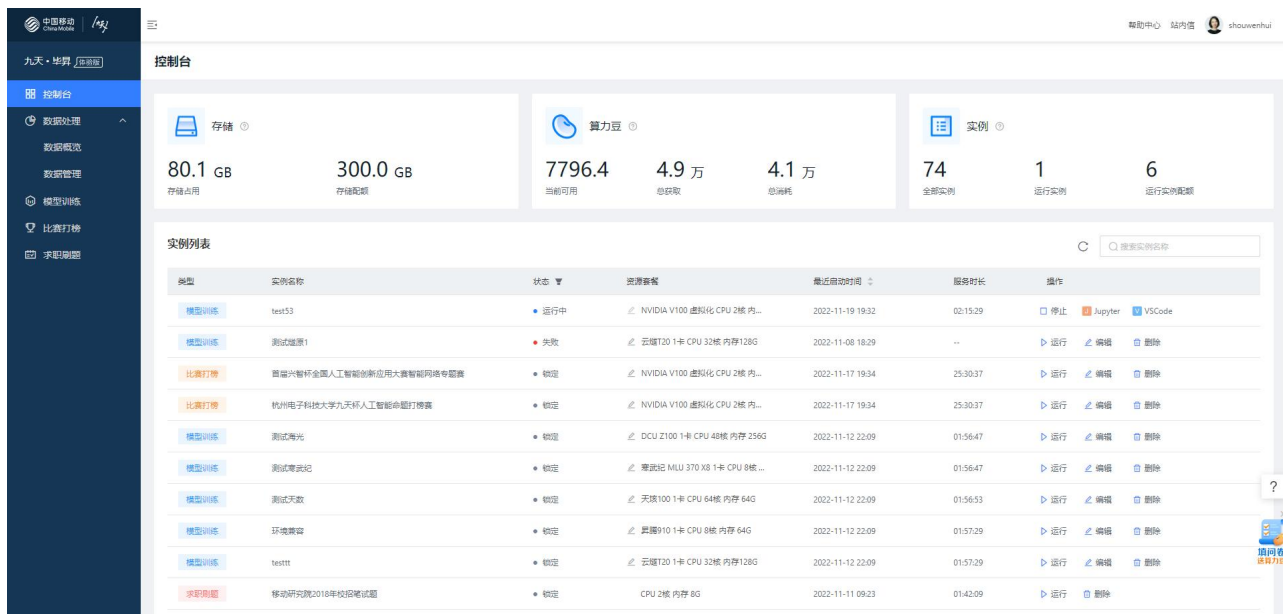 中国移动
China Mobile
帮助中心 站内信 shouwenhui
九天·毕昇 体验版
控制台
控制台
数据处理
数据概览
数据管理
模型训练
比赛打榜
求职刷题
存储
80.1 GB 300.0 GB
存储占用 存储配额
算力豆
7796.4 4.9 万 4.1 万
当前可用 总获取 总消耗
实例
74 1 6
全部实例 运行实例 运行实例配额
实例列表
搜索实例名称
类型 实例名称 状态 资源套餐 最近启动时间 服务时长 操作
模型训练 test53 运行中 NVIDIA V100 虚拟化 CPU 2核 内... 2022-11-19 19:32 02:15:29 停止 Jupyter VSCode
模型训练 测试燧原1 失败 云燧T20 1卡 CPU 32核 内存128G 2022-11-08 18:29 -- 运行 编辑 删除
比赛打榜 首届兴智杯全国人工智能创新应用大赛智能网络专题赛 锁定 NVIDIA V100 虚拟化 CPU 2核 内... 2022-11-17 19:34 25:30:37 运行 编辑 删除
比赛打榜 杭州电子科技大学九天杯人工智能命题打榜赛 锁定 NVIDIA V100 虚拟化 CPU 2核 内... 2022-11-17 19:34 25:30:37 运行 编辑 删除
模型训练 测试海光 锁定 DCU Z100 1卡 CPU 48核 内存 256G 2022-11-12 22:09 01:56:47 运行 编辑 删除
模型训练 测试寒武纪 锁定 寒武纪 MLU 370 X8 1卡 CPU 8核 ... 2022-11-12 22:09 01:56:47 运行 编辑 删除
模型训练 测试天数 锁定 天垓100 1卡 CPU 64核 内存 64G 2022-11-12 22:09 01:56:53 运行 编辑 删除
模型训练 环境兼容 锁定 昇腾910 1卡 CPU 8核 内存 64G 2022-11-12 22:09 01:57:29 运行 编辑 删除
模型训练 testtt 锁定 云燧T20 1卡 CPU 32核 内存128G 2022-11-12 22:09 01:57:29 运行 编辑 删除
求职刷题 移动研究院2018年校招笔试题 锁定 CPU 2核 内存 8G 2022-11-11 09:23 01:42:09 运行 删除
?
填问卷
送算力豆